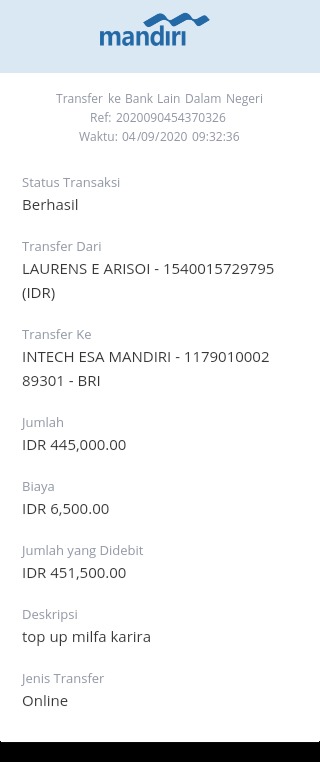 mandiri
Transfer ke Bank Lain Dalam Negeri
Ref: 2020090454370326
Waktu: 04/09/2020 09:32:36
Status Transaksi
Berhasil
Transfer Dari
LAURENS E ARISOI - 1540015729795
(IDR)
Transfer Ke
INTECH ESA MANDIRI - 1179010002
89301 - BRI
Jumlah
IDR 445,000.00
Biaya
IDR 6,500.00
Jumlah yang Didebit
IDR 451,500.00
Deskripsi
top up milfa karira
Jenis Transfer
Online